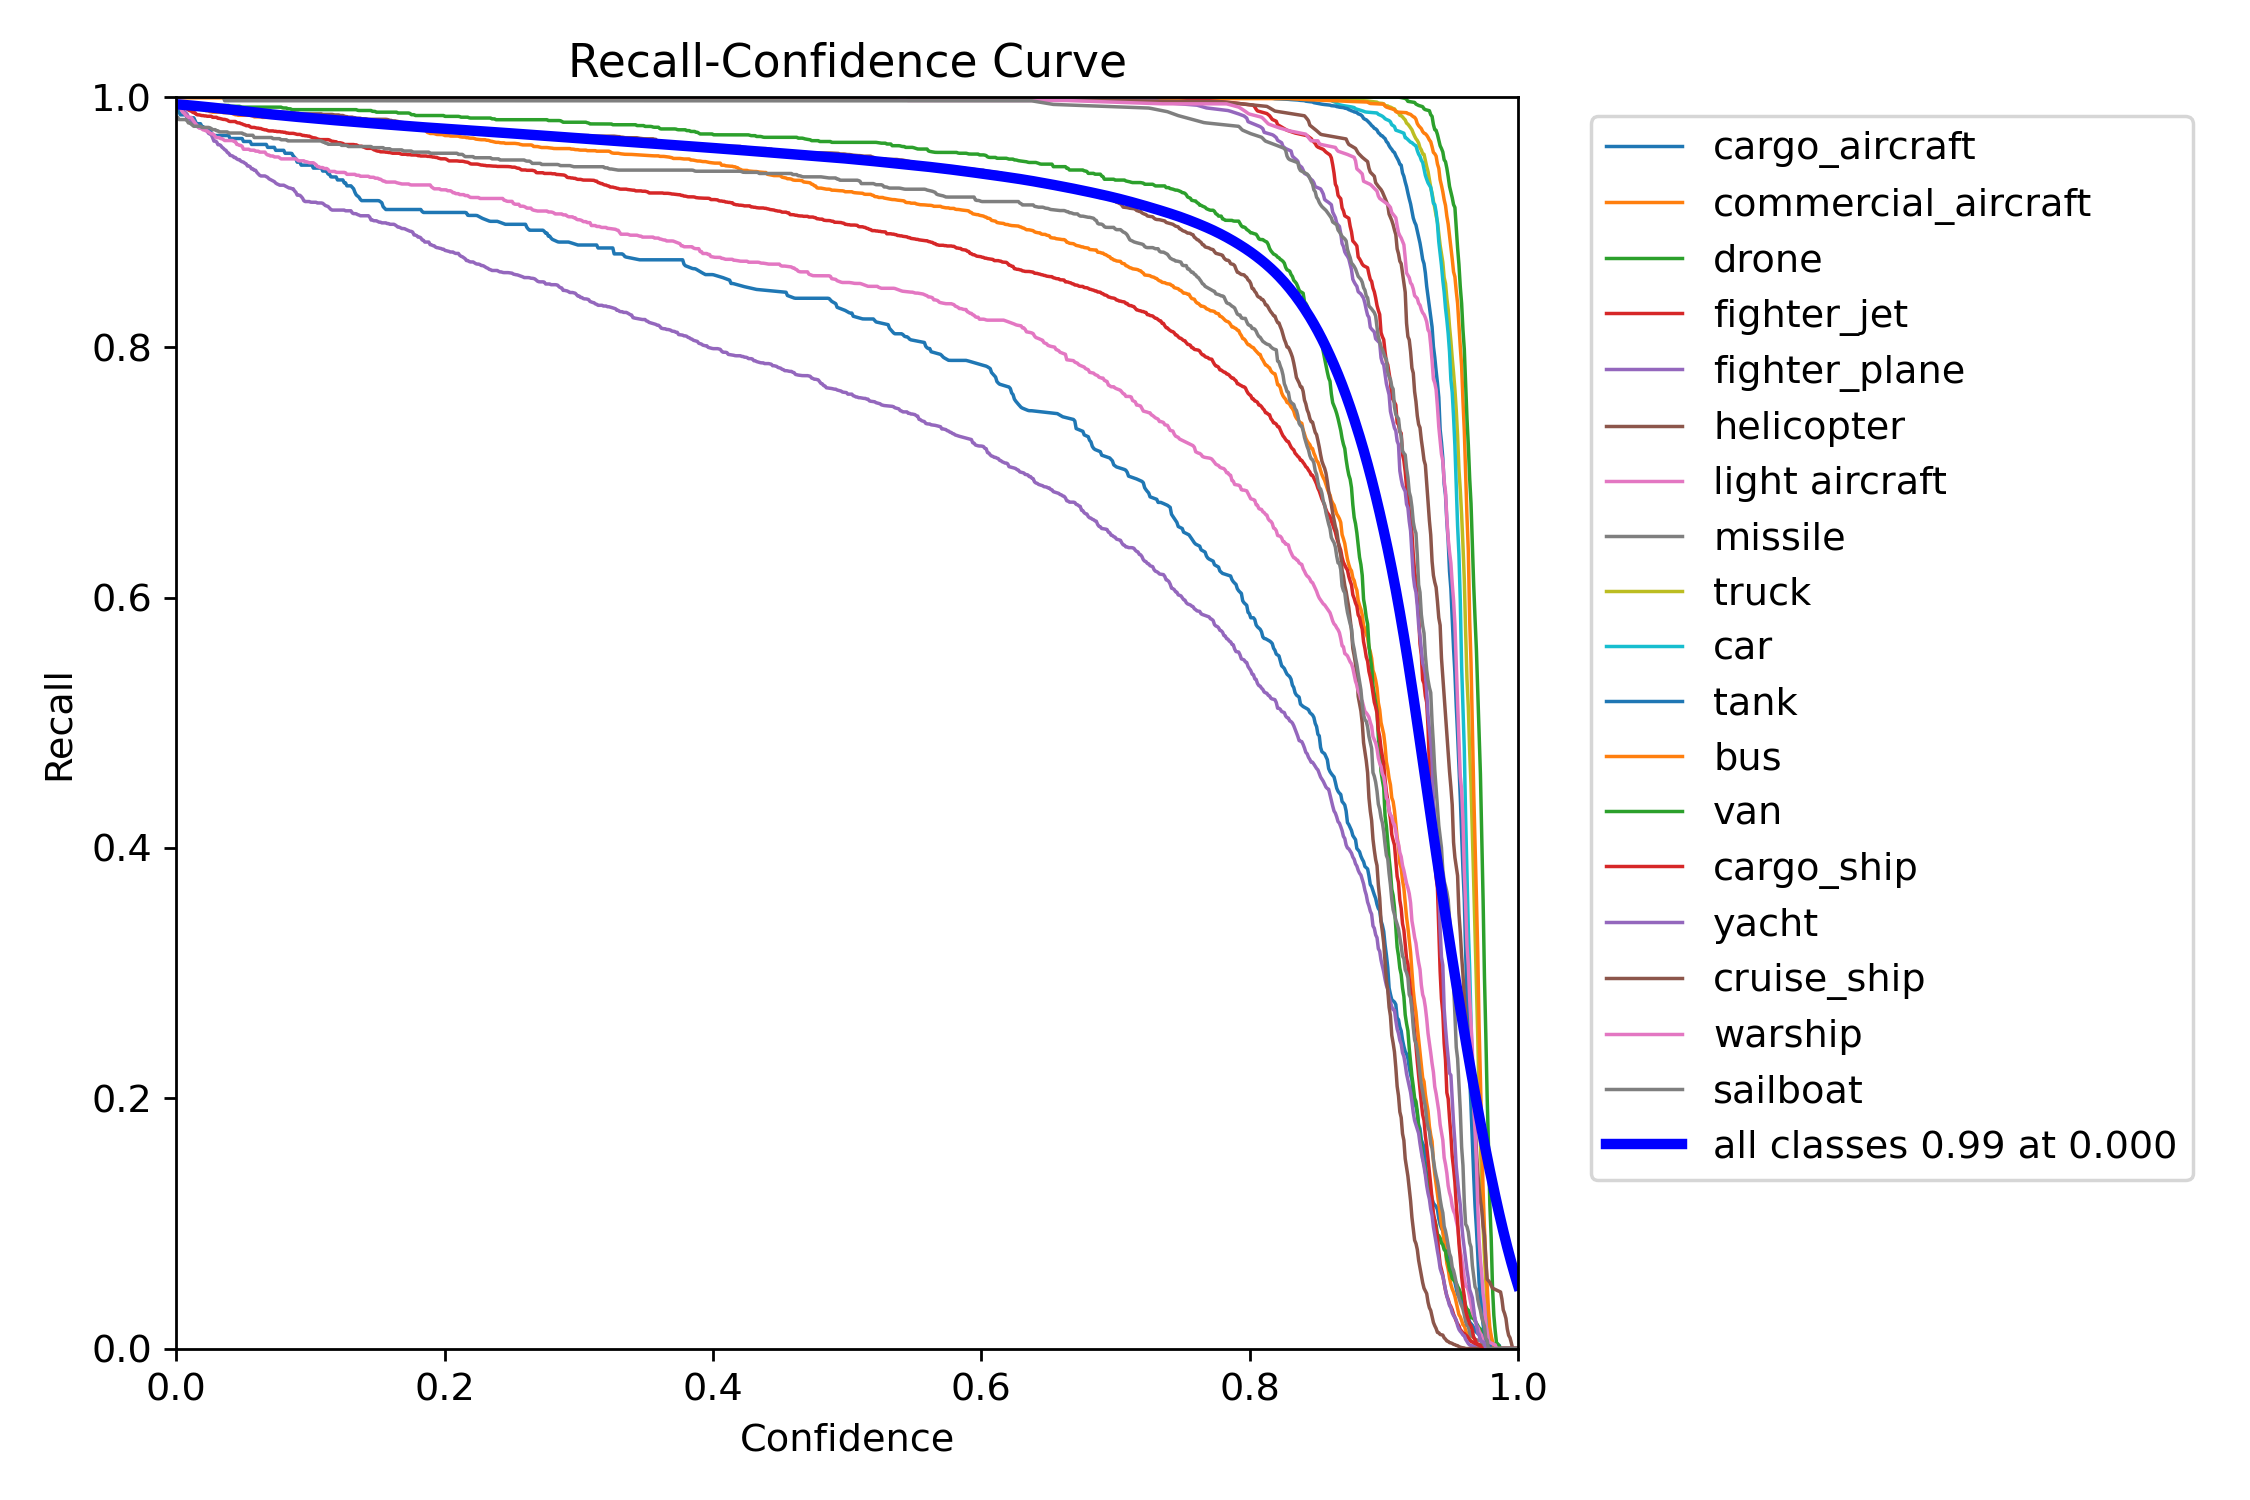 Recall-Confidence Curve
1.0
0.8
0.6
0.4
0.2
0.0
Recall
0.0 0.2 0.4 0.6 0.8 1.0
Confidence
cargo_aircraft
commercial_aircraft
drone
fighter_jet
fighter_plane
helicopter
light aircraft
missile
truck
car
tank
bus
van
cargo_ship
yacht
cruise_ship
warship
sailboat
all classes 0.99 at 0.000